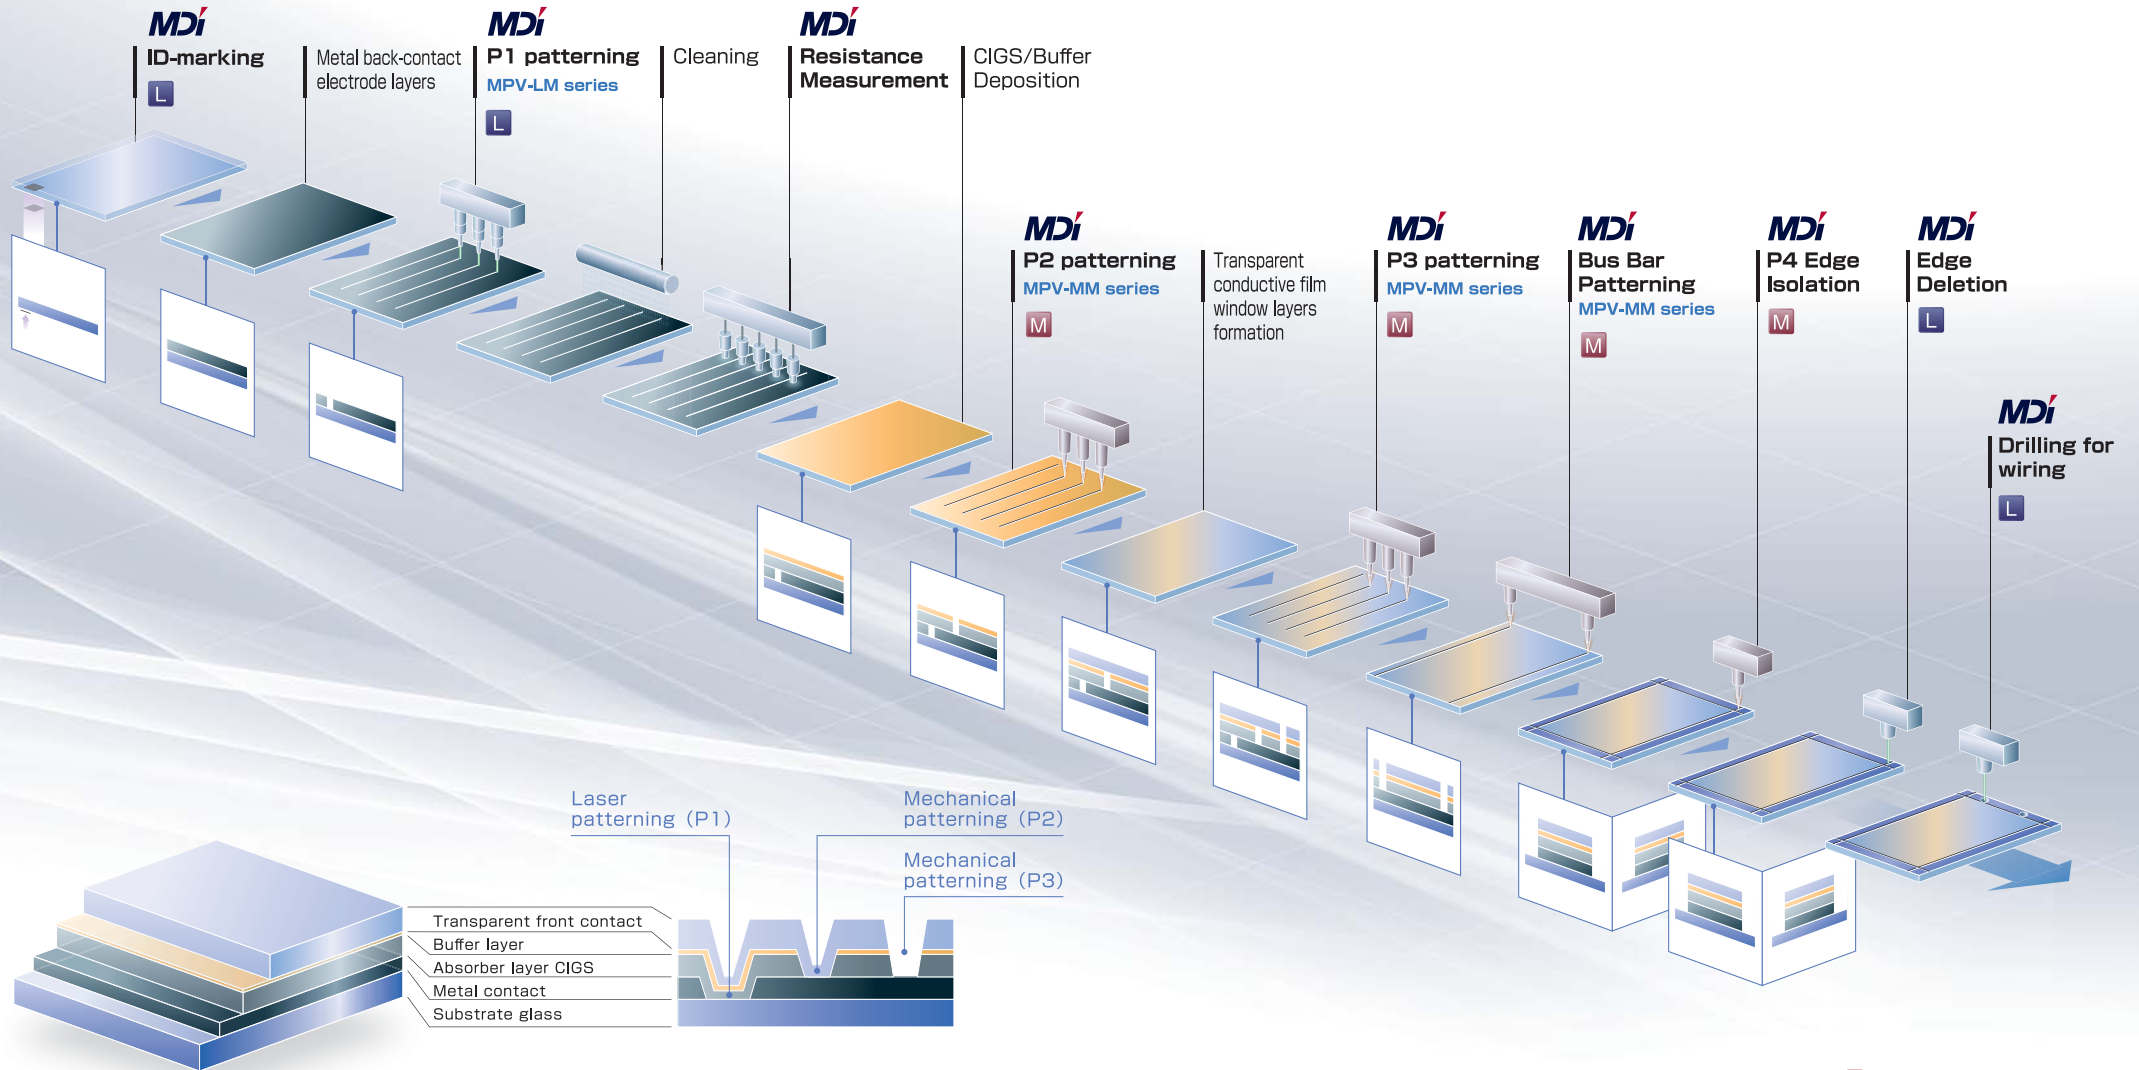 MDi
ID-marking
L
Metal back-contact
electrode layers
MDi
P1 patterning
MPV-LM series
L
Cleaning
MDi
Resistance
Measurement
CIGS/Buffer
Deposition
MDi
P2 patterning
MPV-MM series
M
Transparent
conductive film
window layers
formation
MDi
P3 patterning
MPV-MM series
M
MDi
Bus Bar
Patterning
MPV-MM series
M
MDi
P4 Edge
Isolation
M
MDi
Edge
Deletion
L
MDi
Drilling for
wiring
L
Laser
patterning (P1)
Mechanical
patterning (P2)
Mechanical
patterning (P3)
Transparent front contact
Buffer layer
Absorber layer CIGS
Metal contact
Substrate glass